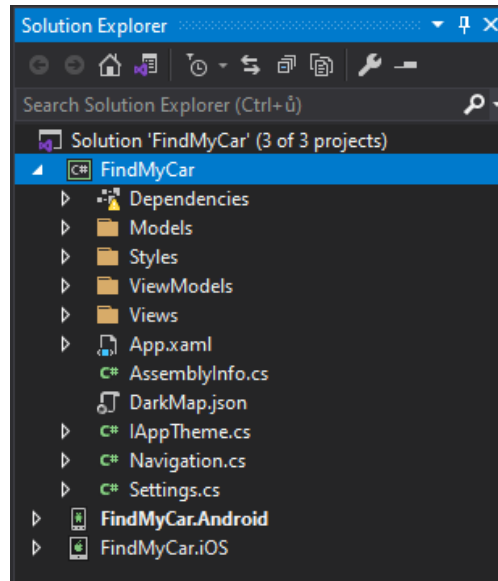 Solution Explorer
Search Solution Explorer (Ctrl+ů)
Solution 'FindMyCar' (3 of 3 projects)
C# FindMyCar
Dependencies
Models
Styles
ViewModels
Views
App.xaml
C# AssemblyInfo.cs
DarkMap.json
C# IAppTheme.cs
C# Navigation.cs
C# Settings.cs
FindMyCar.Android
FindMyCar.iOS